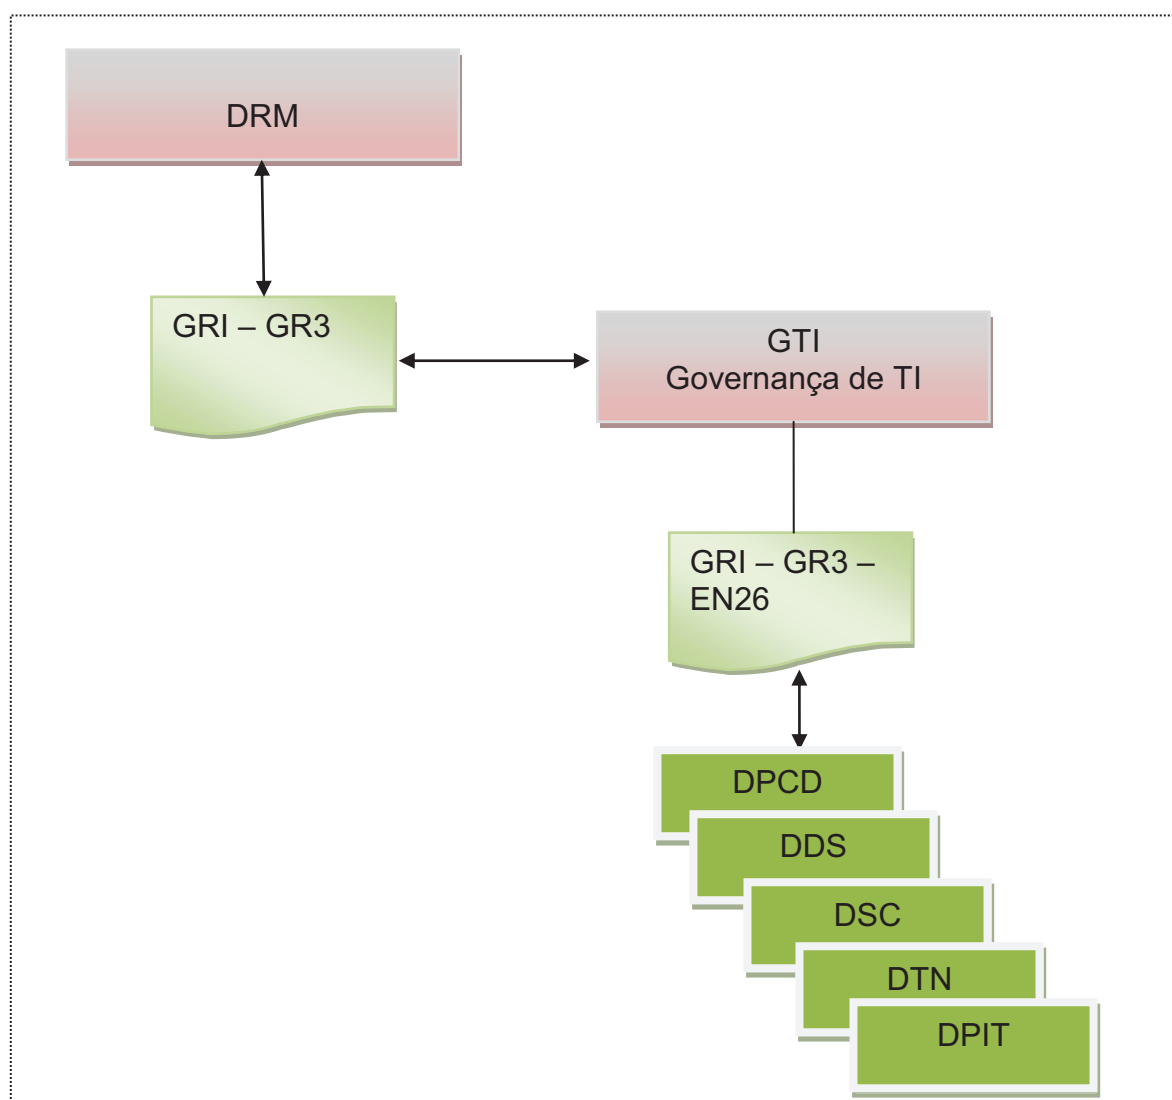 DRM
GRI – GR3
GTI
Governança de TI
GRI – GR3 –
EN26
DPCD
DDS
DSC
DTN
DPIT